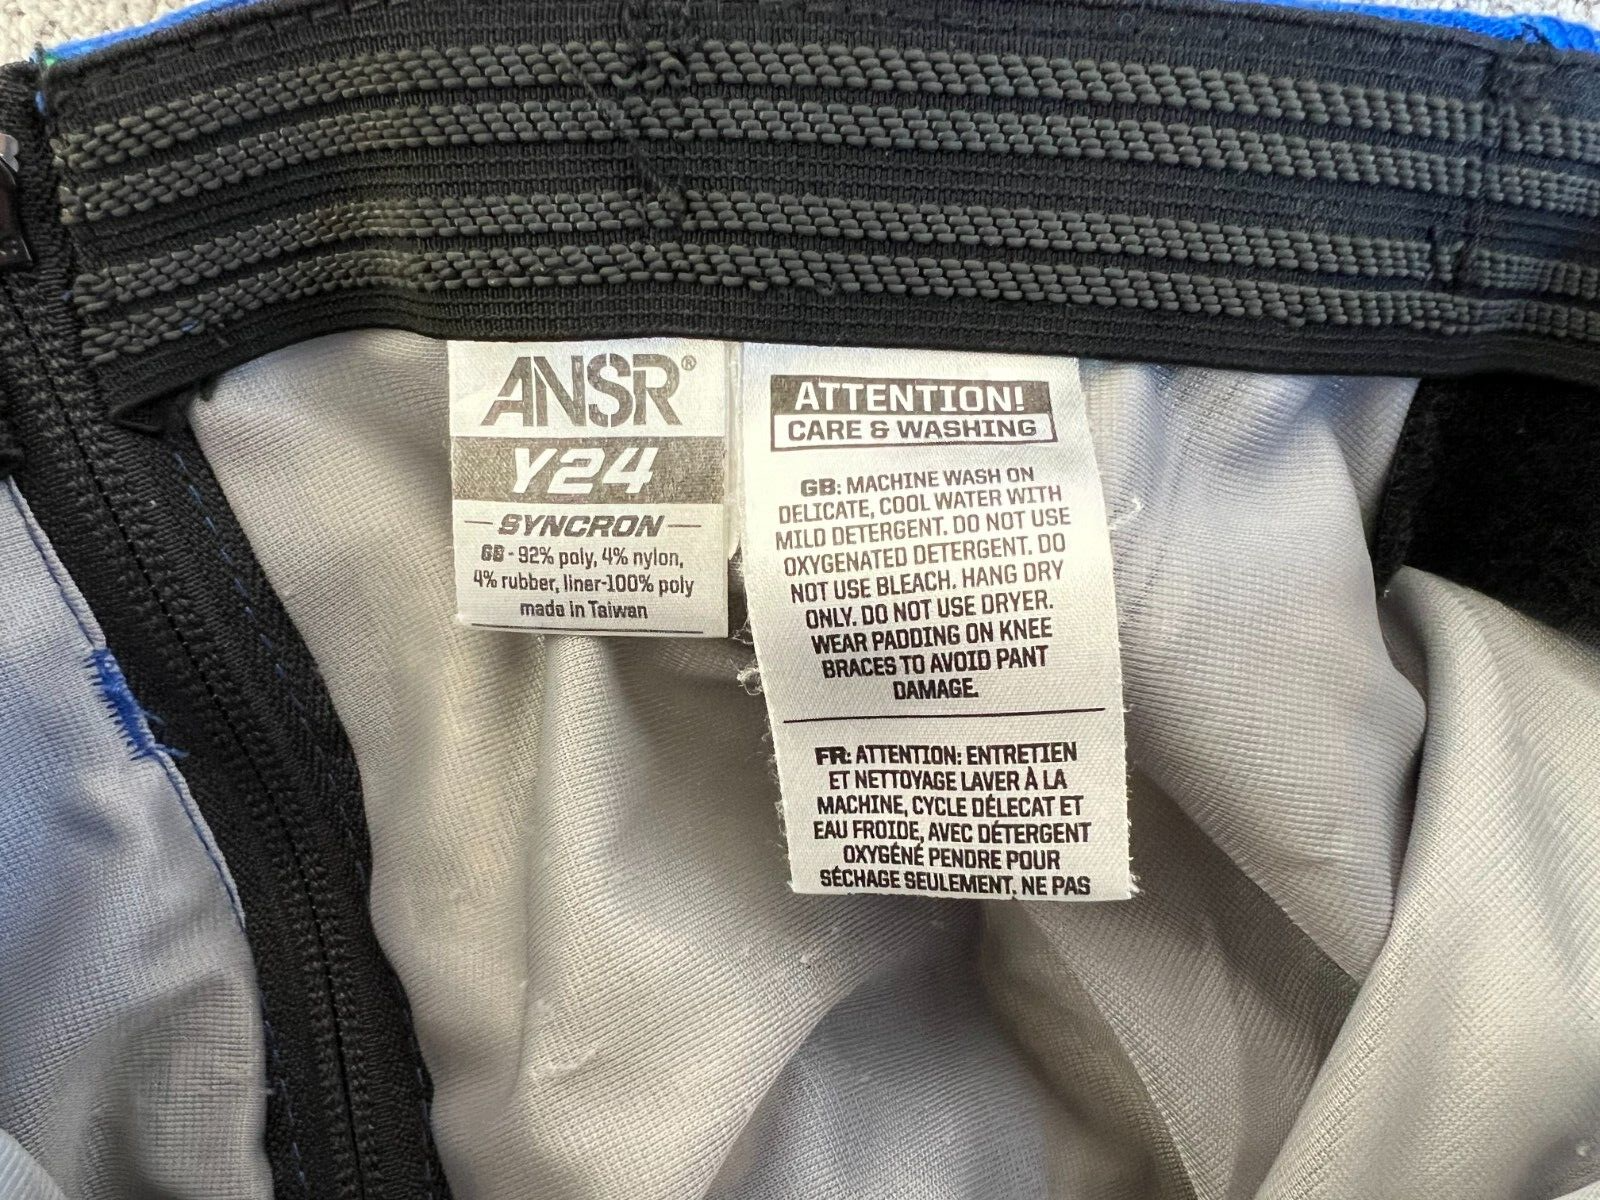 ANSR®
Y24
SYNCRON
GB - 92% poly, 4% nylon,
4% rubber, liner-100% poly
made in Taiwan
ATTENTION!
CARE & WASHING
GB: MACHINE WASH ON
DELICATE, COOL WATER WITH
MILD DETERGENT. DO NOT USE
OXYGENATED DETERGENT. DO
NOT USE BLEACH. HANG DRY
ONLY. DO NOT USE DRYER.
WEAR PADDING ON KNEE
BRACES TO AVOID PANT
DAMAGE.
FR: ATTENTION: ENTRETIEN
ET NETTOYAGE LAVER À LA
MACHINE, CYCLE DÉLECAT ET
EAU FROIDE, AVEC DÉTERGENT
OXYGÉNÉ PENDRE POUR
SÉCHAGE SEULEMENT. NE PAS